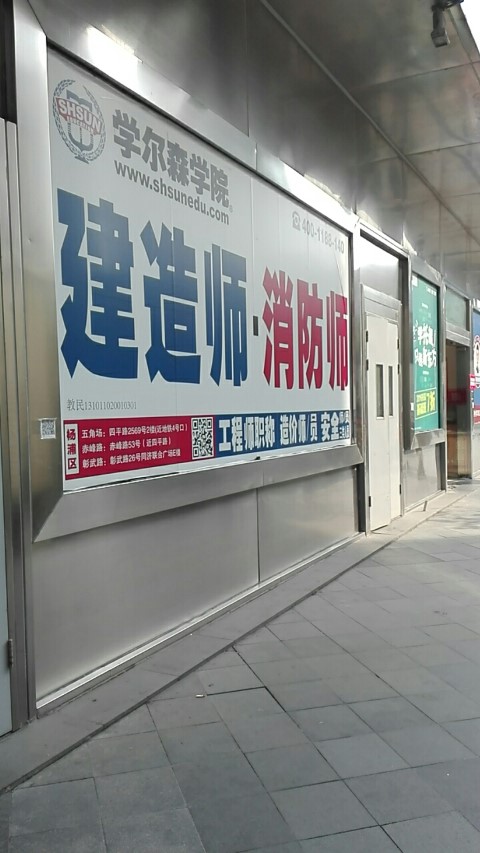 SHSUN
学尔森学院
www.shsunedu.com
400-1188-140
建造师 消防师
教民1310110200103​01
杨浦区
五角场：四平路2569号2楼(近地铁4号口)
赤峰路：赤峰路53号（近四平路）
彰武路：彰武路26号同济联合广场E楼
工程师职称 造价师/员 安全